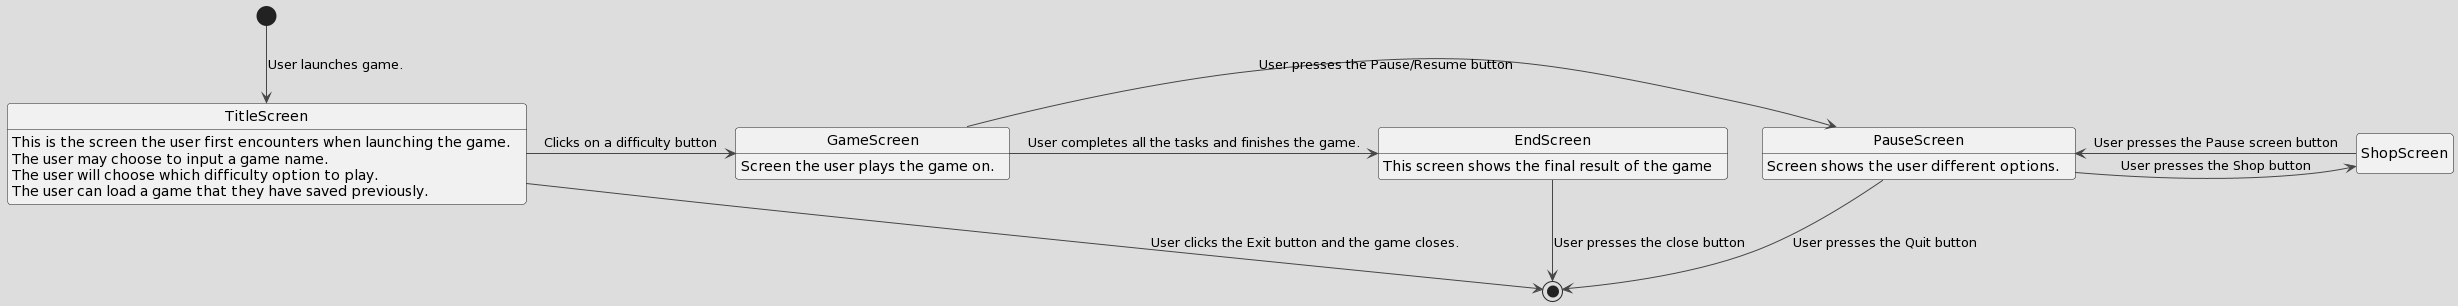 User launches game.
User presses the Pause/Resume button
TitleScreen
This is the screen the user first encounters when launching the game.
The user may choose to input a game name.
The user will choose which difficulty option to play.
The user can load a game that they have saved previously.
Clicks on a difficulty button
GameScreen
Screen the user plays the game on.
User completes all the tasks and finishes the game.
EndScreen
This screen shows the final result of the game
PauseScreen
Screen shows the user different options.
User presses the Pause screen button
User presses the Shop button
ShopScreen
User clicks the Exit button and the game closes.
User presses the close button
User presses the Quit button